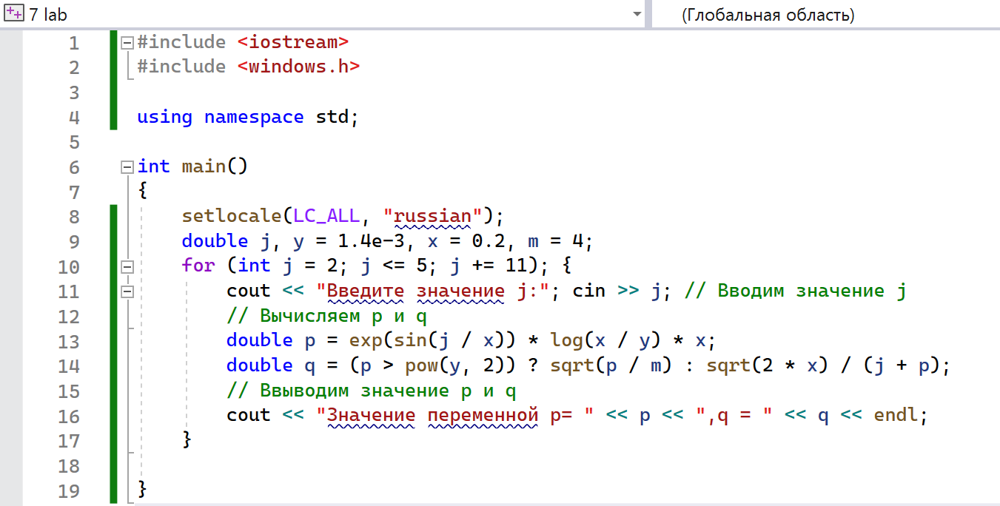 7 lab (Глобальная область)
1 #include <iostream>
2 #include <windows.h>
3
4 using namespace std;
5
6 int main()
7 {
8 setlocale(LC_ALL, "russian");
9 double j, y = 1.4e-3, x = 0.2, m = 4;
10 for (int j = 2; j <= 5; j += 11); {
11 cout << "Введите значение j:"; cin >> j; // Вводим значение j
12 // Вычисляем p и q
13 double p = exp(sin(j / x)) * log(x / y) * x;
14 double q = (p > pow(y, 2)) ? sqrt(p / m) : sqrt(2 * x) / (j + p);
15 // Ввыводим значение p и q
16 cout << "Значение переменной p= " << p << ",q = " << q << endl;
17 }
18
19 }